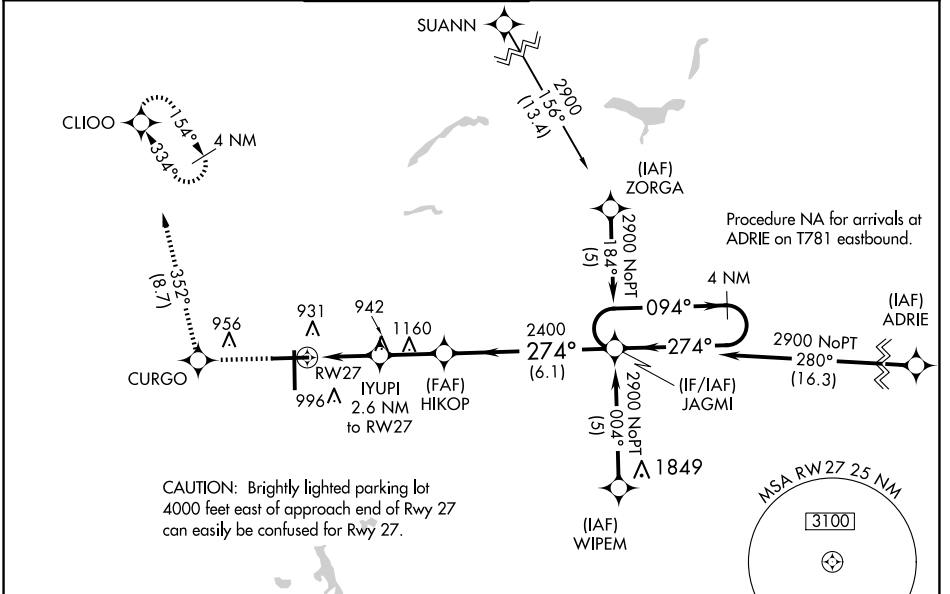 SUANN
2900
156°
(13.4)
CLIOO
154°
334°
4 NM
(IAF)
ZORGA
2900 NoPT
184°
(5)
Procedure NA for arrivals at
ADRIE on T781 eastbound.
4 NM
094°
274°
(IAF)
ADRIE
2900 NoPT
280°
(16.3)
352°
(8.7)
956
931
942
1160
2400
274°
(6.1)
CURGO
RW27
996
IYUPI
2.6 NM
to RW27
(FAF)
HIKOP
(IF/IAF)
JAGMI
2900 NoPT
004°
(5)
1849
(IAF)
WIPEM
CAUTION: Brightly lighted parking lot
4000 feet east of approach end of Rwy 27
can easily be confused for Rwy 27.
MSA RW27 25 NM
3100